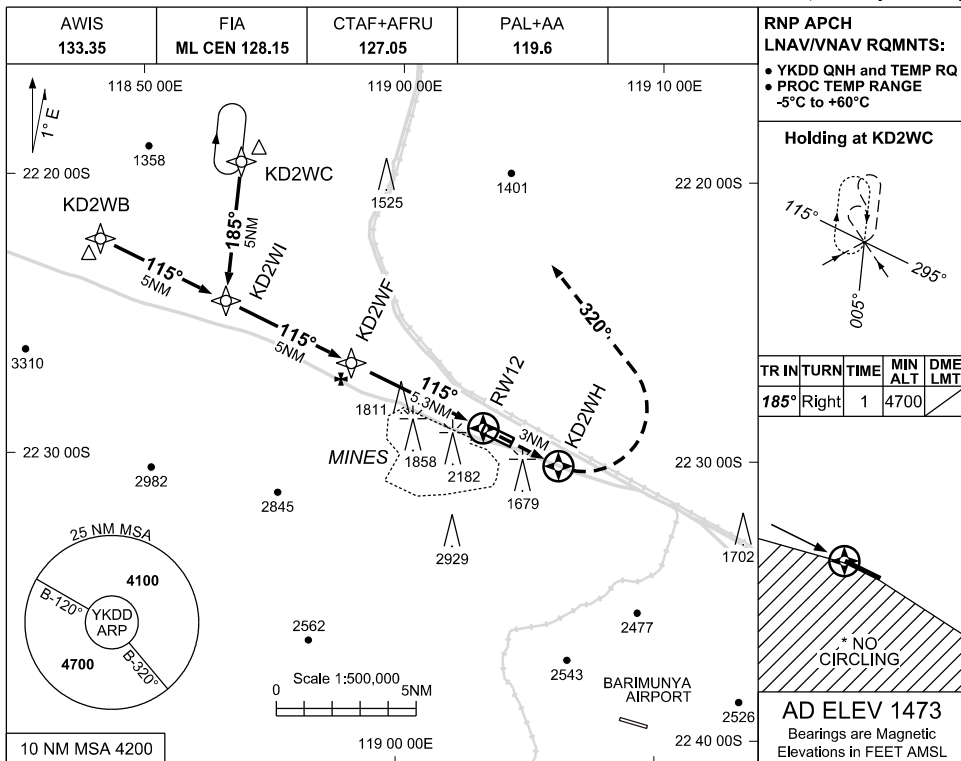 AWIS
133.35
FIA
ML CEN 128.15
CTAF+AFRU
127.05
PAL+AA
119.6
RNP APCH
LNAV/VNAV RQMNTS:
• YKDD QNH and TEMP RQ
• PROC TEMP RANGE
-5°C to +60°C
118 50 00E
119 00 00E
119 10 00E
1° E
1358
KD2WC
22 20 00S
1525
1401
22 20 00S
KD2WB
185°
5NM
115°
5NM
KD2WI
115°
5NM
KD2WF
320°
3310
115°
5.3NM
RW12
3NM
KD2WH
1811
MINES
1858
2182
1679
22 30 00S
22 30 00S
2982
2845
2929
1702
25 NM MSA
4100
B-120°
YKDD
ARP
4700
B-320°
2562
2477
2543
Scale 1:500,000
0
5NM
BARIMUNYA
AIRPORT
2526
10 NM MSA 4200
119 00 00E
22 40 00S
Holding at KD2WC
115°
295°
005°
TR IN TURN TIME MIN ALT DME LMT
185° Right 1 4700
* NO
CIRCLING
AD ELEV 1473
Bearings are Magnetic
Elevations in FEET AMSL